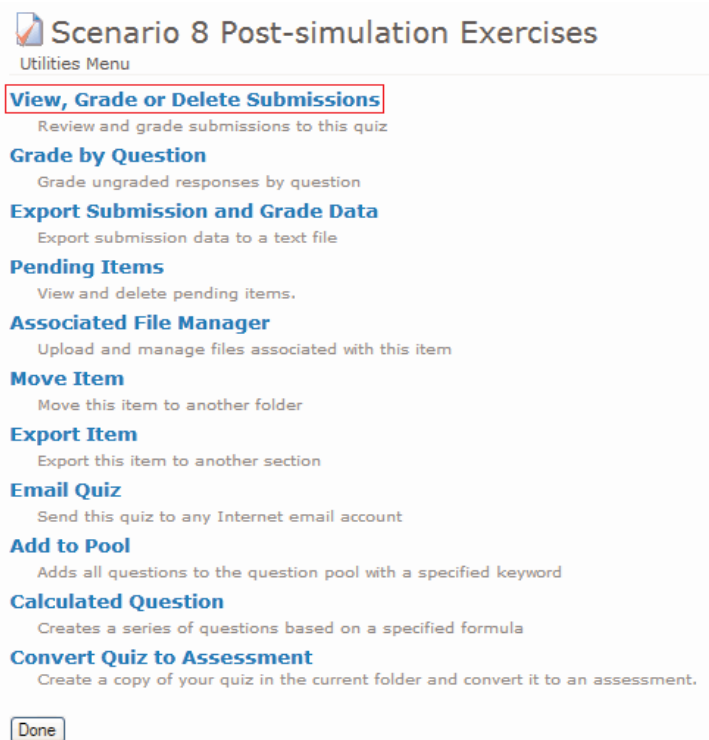 Scenario 8 Post-simulation Exercises
Utilities Menu
View, Grade or Delete Submissions
Review and grade submissions to this quiz
Grade by Question
Grade ungraded responses by question
Export Submission and Grade Data
Export submission data to a text file
Pending Items
View and delete pending items.
Associated File Manager
Upload and manage files associated with this item
Move Item
Move this item to another folder
Export Item
Export this item to another section
Email Quiz
Send this quiz to any Internet email account
Add to Pool
Adds all questions to the question pool with a specified keyword
Calculated Question
Creates a series of questions based on a specified formula
Convert Quiz to Assessment
Create a copy of your quiz in the current folder and convert it to an assessment.
Done